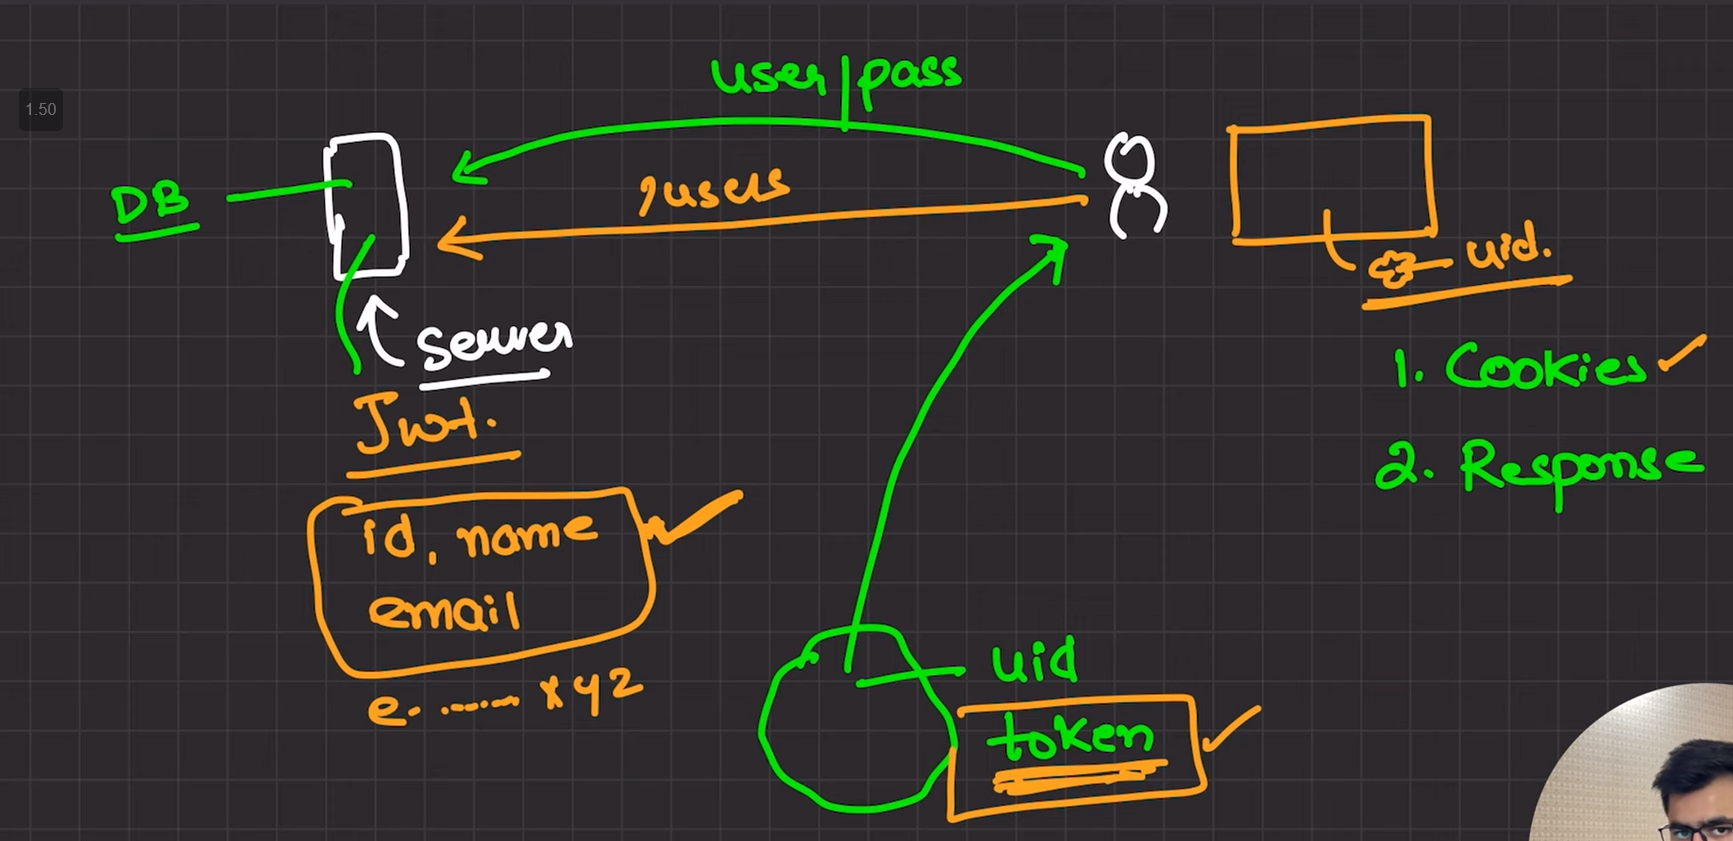 1.50
user/pass
DB
/users
uid.
server
1. Cookies
Jwt.
2. Response
id, name
email
e. ...... xyz
uid
token